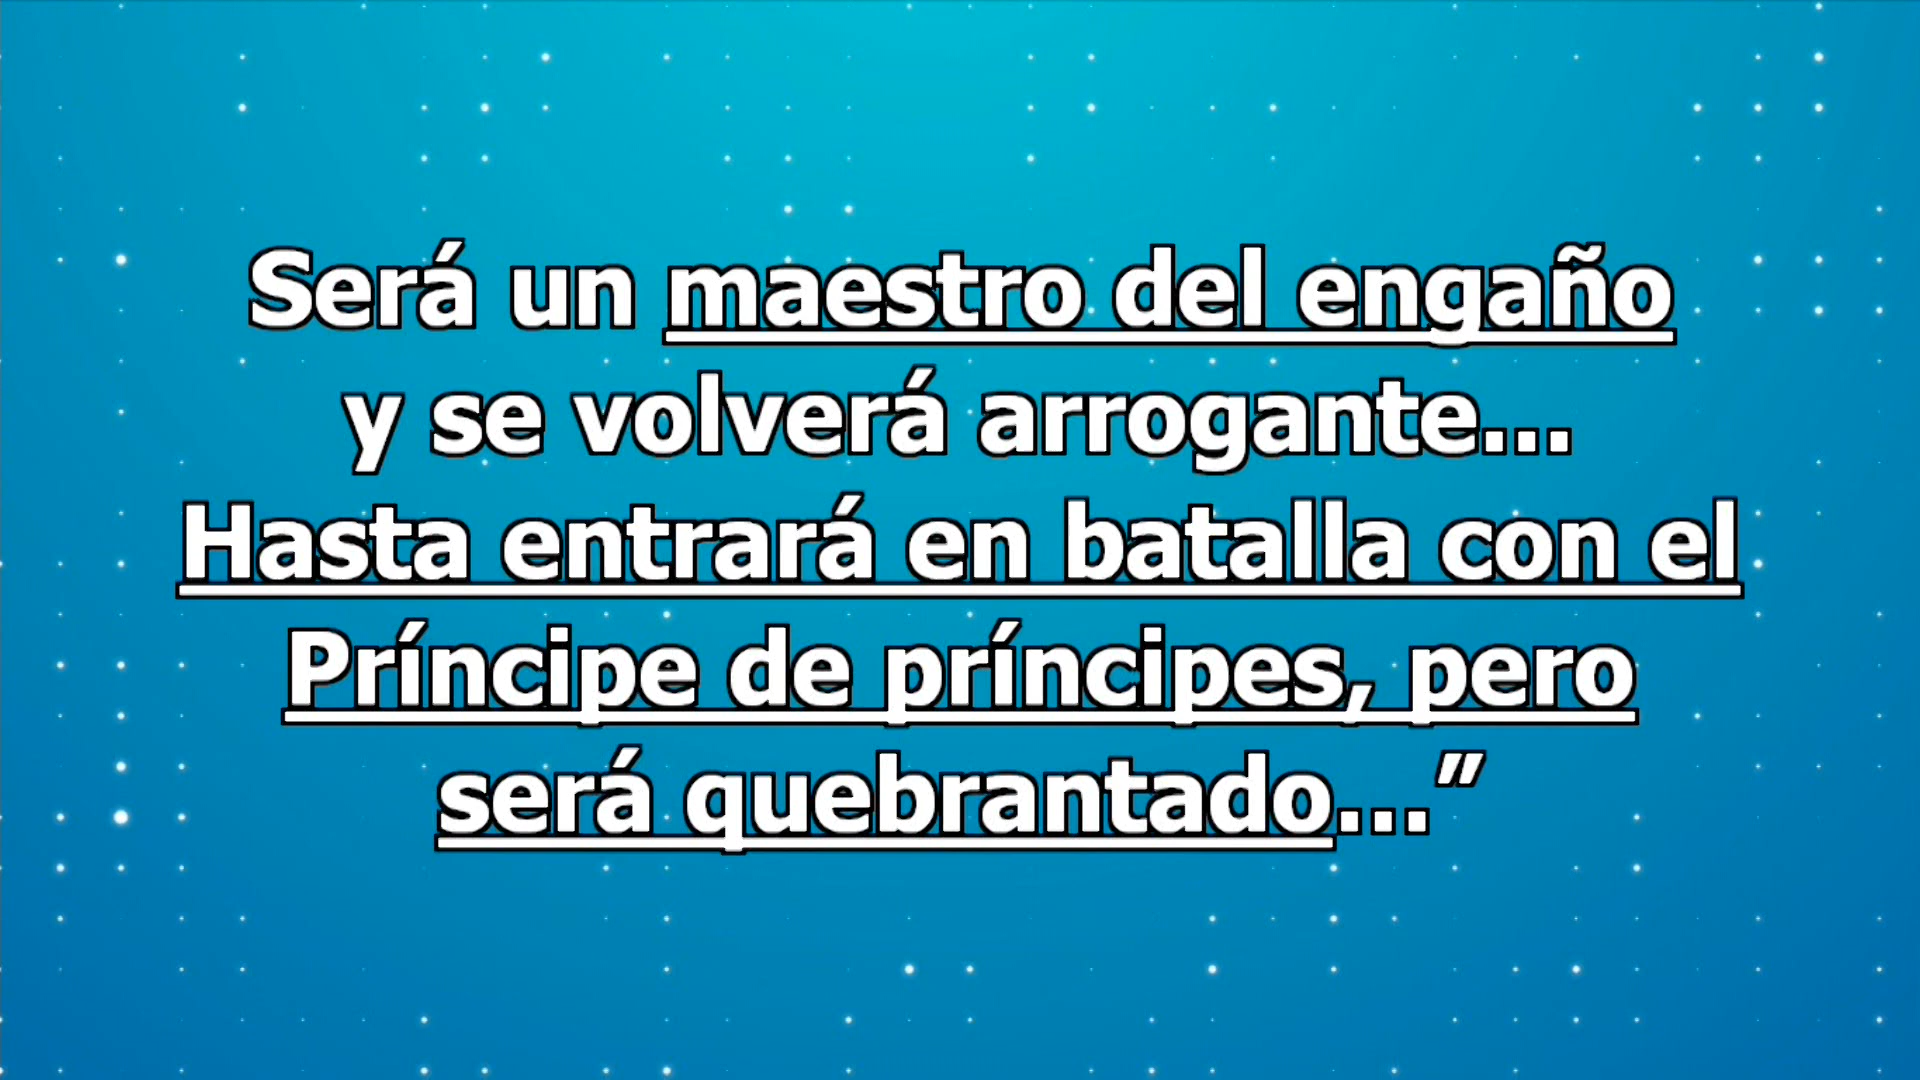 Será un maestro del engaño
y se volverá arrogante...
Hasta entrará en batalla con el
Príncipe de príncipes, pero
será quebrantado...”